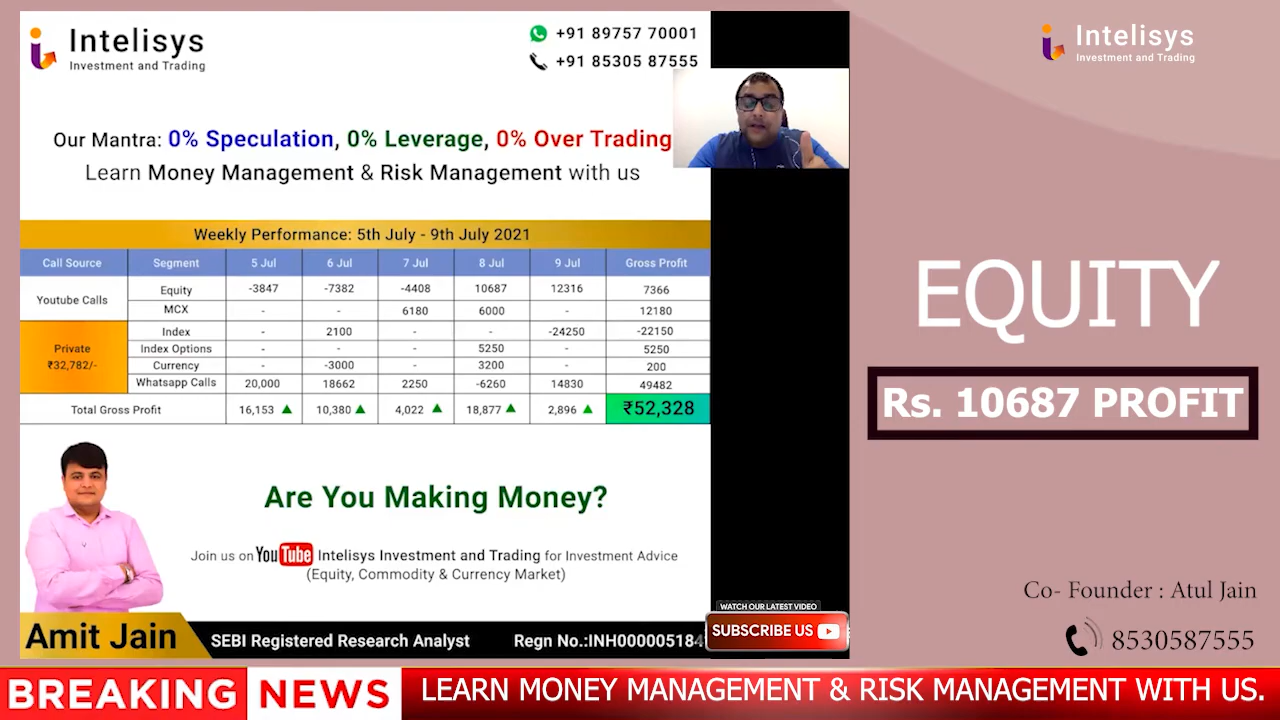 Intelisys
Investment and Trading
+91 89757 70001
+91 85305 87555
Our Mantra: 0% Speculation, 0% Leverage, 0% Over Trading
Learn Money Management & Risk Management with us
Weekly Performance: 5th July - 9th July 2021
Call Source Segment 5 Jul 6 Jul 7 Jul 8 Jul 9 Jul Gross Profit
Youtube Calls Equity -3847 -7382 -4408 10687 12316 7366
MCX - - 6180 6000 - 12180
Private ₹32,782/- Index - 2100 - - -24250 -22150
Index Options - - - 5250 - 5250
Currency - -3000 - 3200 - 200
Whatsapp Calls 20,000 18662 2250 -6260 14830 49482
Total Gross Profit 16,153 ▲ 10,380 ▲ 4,022 ▲ 18,877 ▲ 2,896 ▲ ₹52,328
Are You Making Money?
Join us on YouTube Intelisys Investment and Trading for Investment Advice
(Equity, Commodity & Currency Market)
Amit Jain
SEBI Registered Research Analyst Regn No.:INH00000518
WATCH OUR LATEST VIDEO
SUBSCRIBE US
Intelisys
Investment and Trading
EQUITY
Rs. 10687 PROFIT
Co- Founder : Atul Jain
8530587555
BREAKING NEWS
LEARN MONEY MANAGEMENT & RISK MANAGEMENT WITH US.